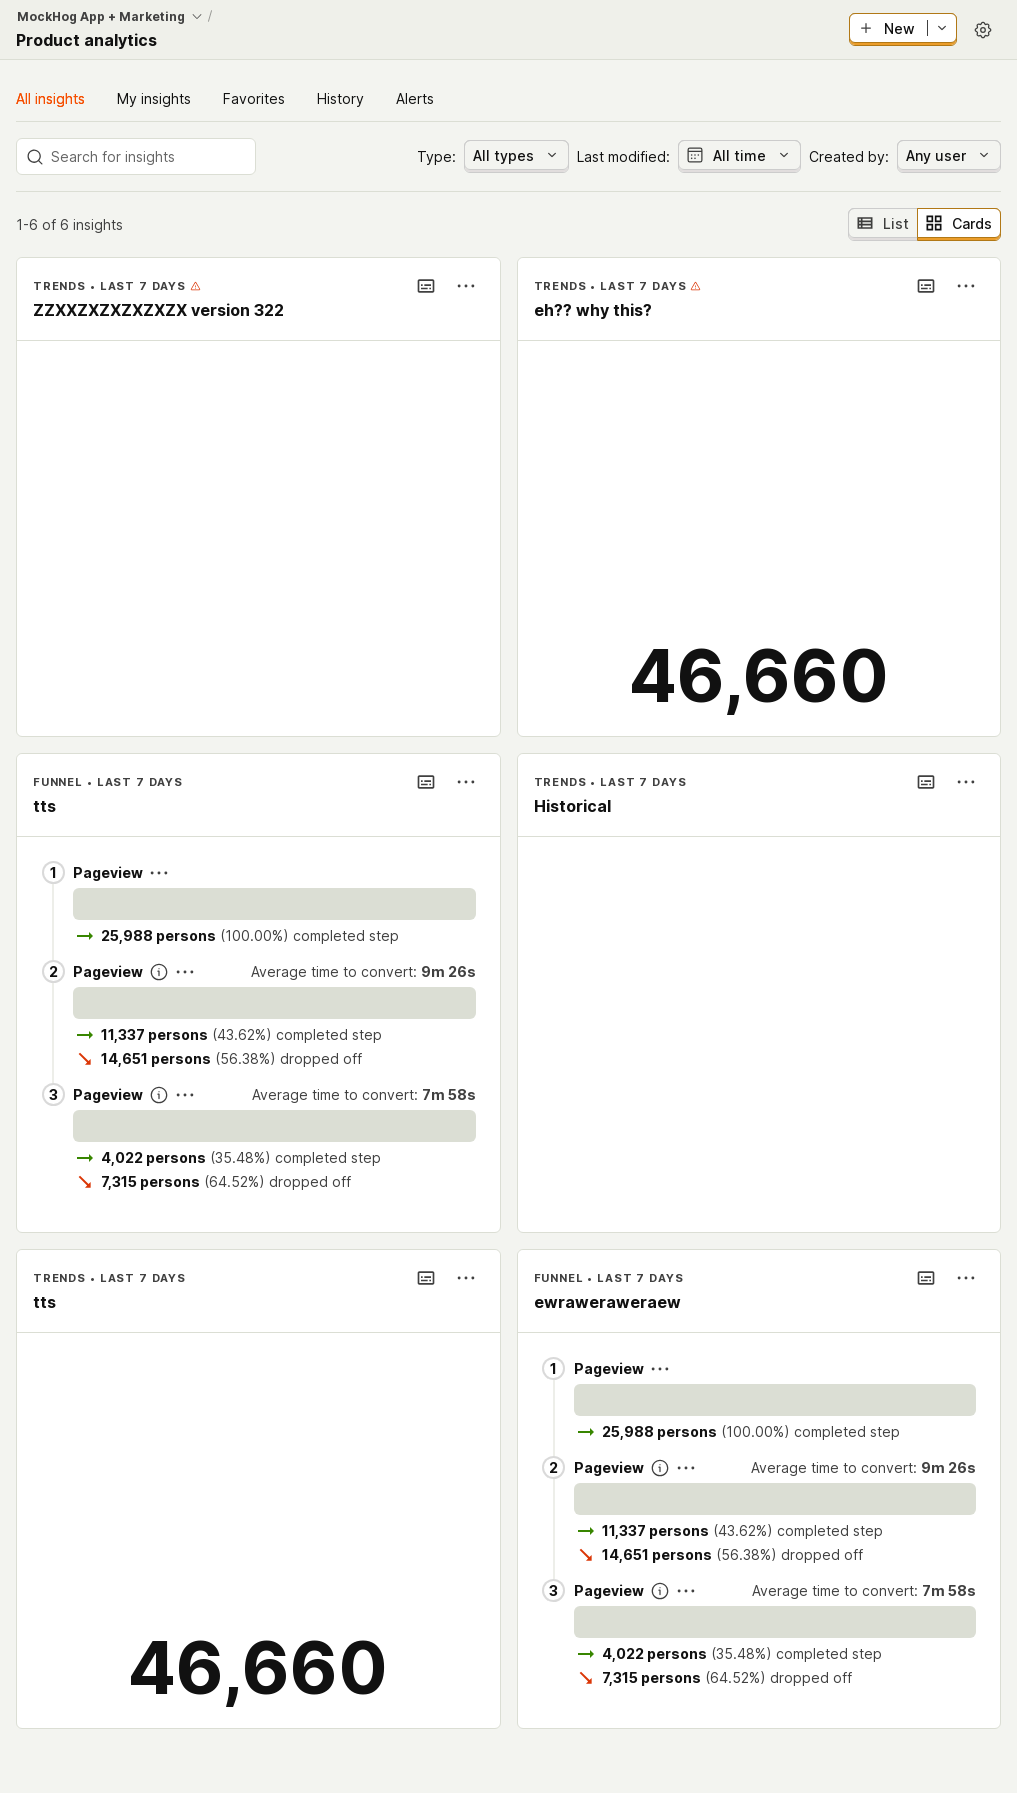 MockHog App + Marketing /
Product analytics
New
All insights My insights Favorites History Alerts
Search for insights
Type: All types Last modified: All time Created by: Any user
1-6 of 6 insights
List Cards
TRENDS • LAST 7 DAYS
ZZXXZXZXZXZXZX version 322
TRENDS • LAST 7 DAYS
eh?? why this?
46,660
FUNNEL • LAST 7 DAYS
tts
1 Pageview
25,988 persons (100.00%) completed step
2 Pageview Average time to convert: 9m 26s
11,337 persons (43.62%) completed step
14,651 persons (56.38%) dropped off
3 Pageview Average time to convert: 7m 58s
4,022 persons (35.48%) completed step
7,315 persons (64.52%) dropped off
TRENDS • LAST 7 DAYS
Historical
TRENDS • LAST 7 DAYS
tts
46,660
FUNNEL • LAST 7 DAYS
ewraweraweraew
1 Pageview
25,988 persons (100.00%) completed step
2 Pageview Average time to convert: 9m 26s
11,337 persons (43.62%) completed step
14,651 persons (56.38%) dropped off
3 Pageview Average time to convert: 7m 58s
4,022 persons (35.48%) completed step
7,315 persons (64.52%) dropped off